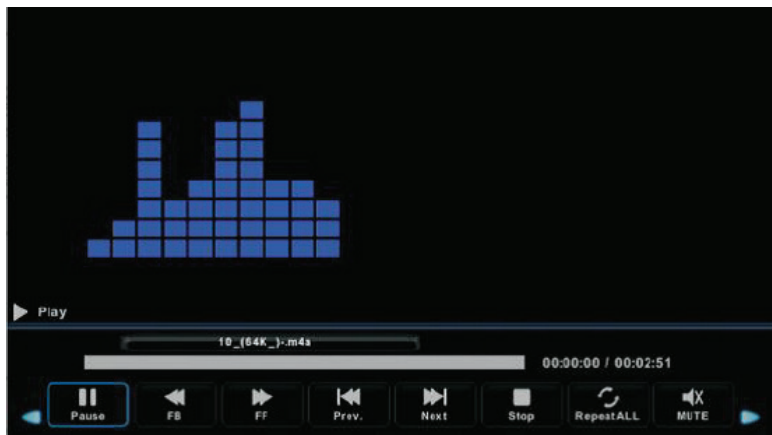 Play
10_(64K_)-.m4a
00:00:00 / 00:02:51
Pause FB FF Prev. Next Stop RepeatALL MUTE